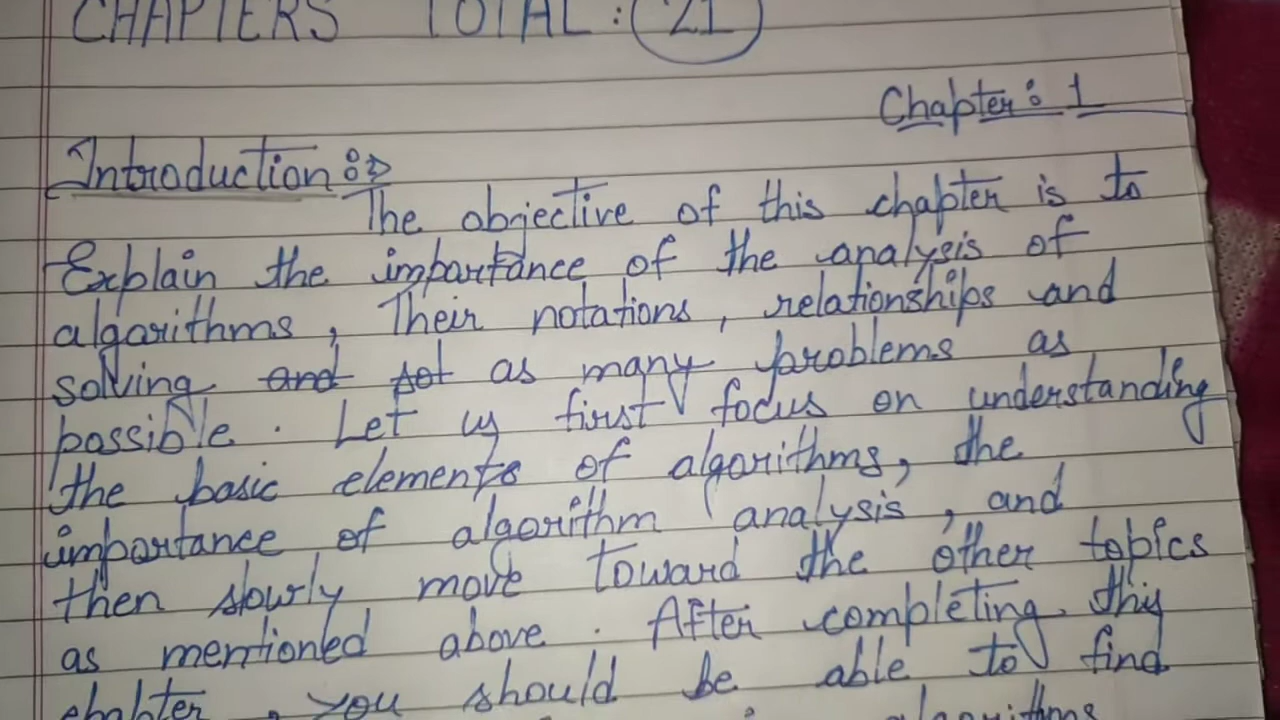 CHAPTERS TOTAL : 21
Chapter : 1
Introduction :>
The objective of this chapter is to
Explain the importance of the analysis of
algorithms, Their notations, relationships and
solving and sot as many problems as
possible. Let us first focus on understanding
the basic elements of algorithms, the
importance of algorithm analysis, and
then slowly move toward the other topics
as mentioned above. After completing this
chapter, you should be able to find
algorithms